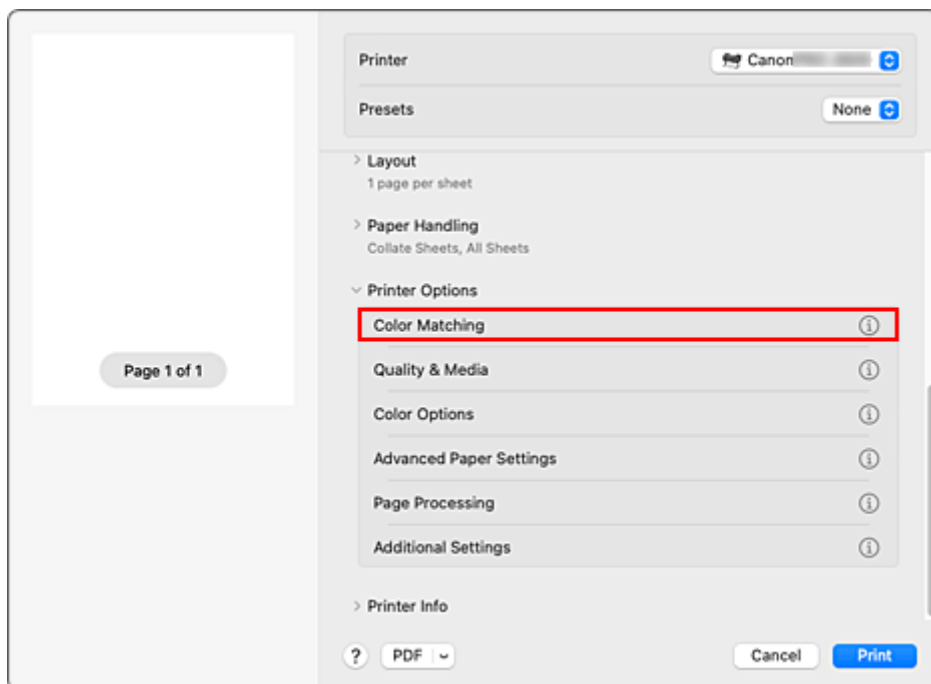 Printer
Canon
Presets
None
Layout
1 page per sheet
Paper Handling
Collate Sheets, All Sheets
Printer Options
Color Matching
Quality & Media
Color Options
Advanced Paper Settings
Page Processing
Additional Settings
Printer Info
Page 1 of 1
?
PDF
Cancel
Print